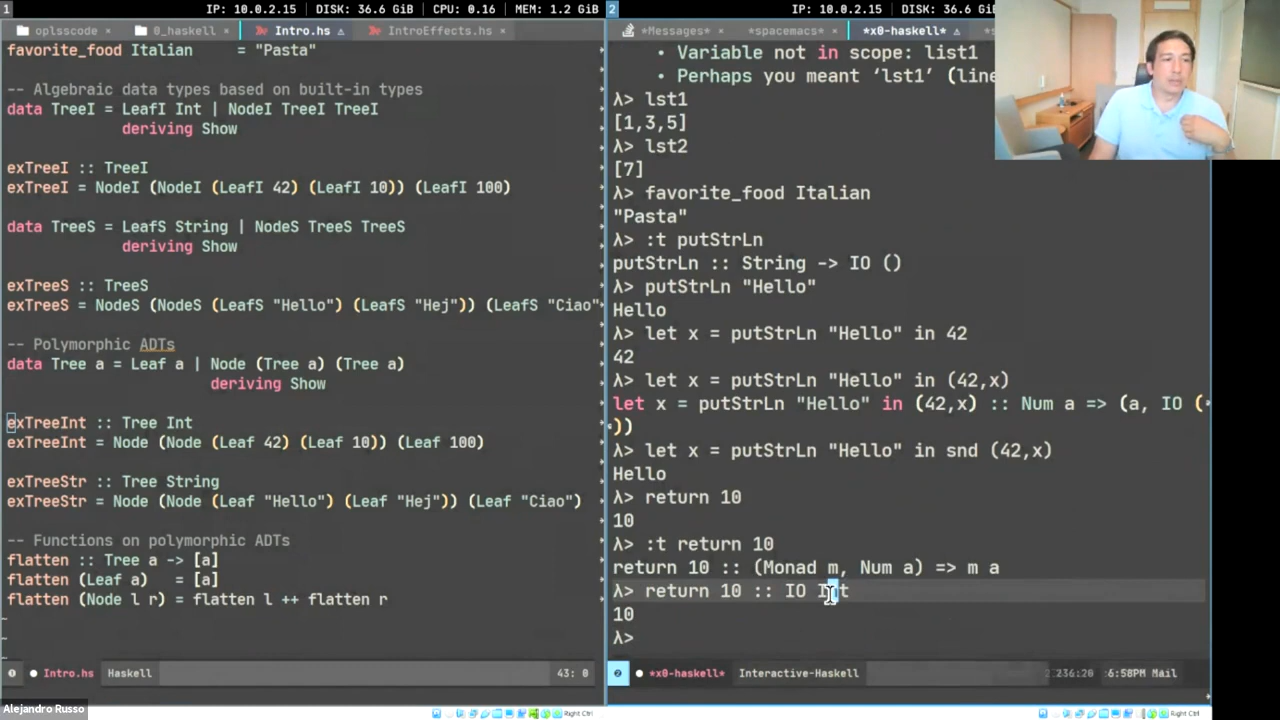 1 IP: 10.0.2.15 | DISK: 36.6 GiB | CPU: 0.16 | MEM: 1.2 GiB
oplsscode × 0_haskell × Intro.hs IntroEffects.hs ×
favorite_food Italian = "Pasta"
-- Algebraic data types based on built-in types
data TreeI = LeafI Int | NodeI TreeI TreeI
deriving Show
exTreeI :: TreeI
exTreeI = NodeI (NodeI (LeafI 42) (LeafI 10)) (LeafI 100)
data TreeS = LeafS String | NodeS TreeS TreeS
deriving Show
exTreeS :: TreeS
exTreeS = NodeS (NodeS (LeafS "Hello") (LeafS "Hej")) (LeafS "Ciao"
-- Polymorphic ADTs
data Tree a = Leaf a | Node (Tree a) (Tree a)
deriving Show
exTreeInt :: Tree Int
exTreeInt = Node (Node (Leaf 42) (Leaf 10)) (Leaf 100)
exTreeStr :: Tree String
exTreeStr = Node (Node (Leaf "Hello") (Leaf "Hej")) (Leaf "Ciao")
-- Functions on polymorphic ADTs
flatten :: Tree a -> [a]
flatten (Leaf a) = [a]
flatten (Node l r) = flatten l ++ flatten r
~
~
Intro.hs Haskell 43: 0
Alejandro Russo
Right Ctrl
2 IP: 10.0.2.15 | DISK: 36.6 GiB
*Messages* × *spacemacs* × *x0-haskell*
• Variable not in scope: list1
• Perhaps you meant ‘lst1’ (line
λ> lst1
[1,3,5]
λ> lst2
[7]
λ> favorite_food Italian
"Pasta"
λ> :t putStrLn
putStrLn :: String -> IO ()
λ> putStrLn "Hello"
Hello
λ> let x = putStrLn "Hello" in 42
42
λ> let x = putStrLn "Hello" in (42,x)
let x = putStrLn "Hello" in (42,x) :: Num a => (a, IO (
))
λ> let x = putStrLn "Hello" in snd (42,x)
Hello
λ> return 10
10
λ> :t return 10
return 10 :: (Monad m, Num a) => m a
λ> return 10 :: IO Int
10
λ>
2 *x0-haskell* Interactive-Haskell 236:20 6:58PM Mail
Right Ctrl